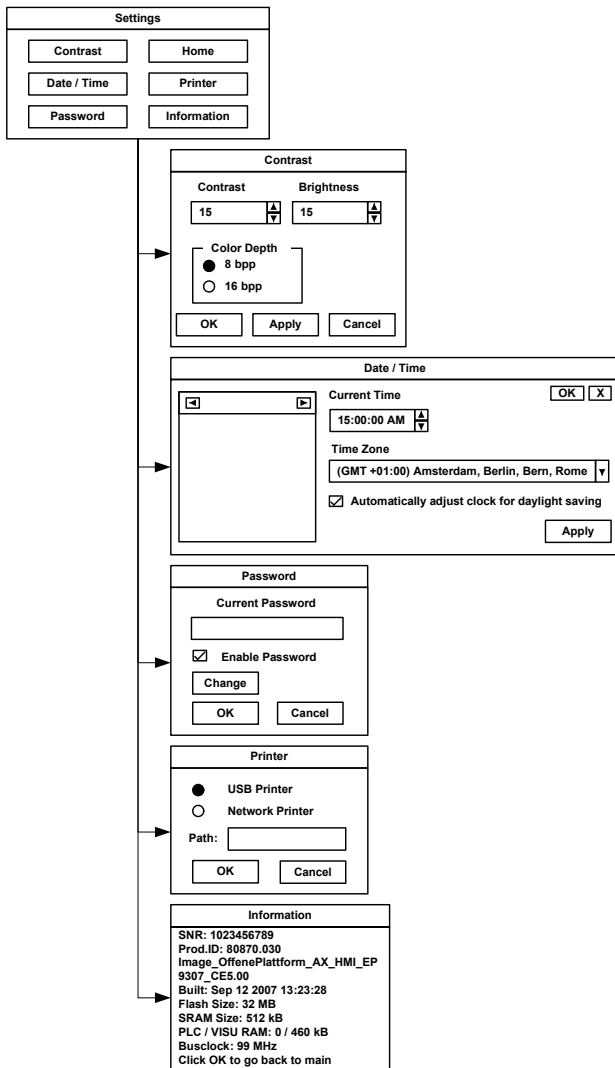 Settings
Contrast
Home
Date / Time
Printer
Password
Information
Contrast
Contrast
Brightness
15
15
Color Depth
8 bpp
16 bpp
OK
Apply
Cancel
Date / Time
Current Time
OK
X
15:00:00 AM
Time Zone
(GMT +01:00) Amsterdam, Berlin, Bern, Rome
Automatically adjust clock for daylight saving
Apply
Password
Current Password
Enable Password
Change
OK
Cancel
Printer
USB Printer
Network Printer
Path:
OK
Cancel
Information
SNR: 1023456789
Prod.ID: 80870.030
Image_OffenePlattform_AX_HMI_EP
9307_CE5.00
Built: Sep 12 2007 13:23:28
Flash Size: 32 MB
SRAM Size: 512 kB
PLC / VISU RAM: 0 / 460 kB
Busclock: 99 MHz
Click OK to go back to main